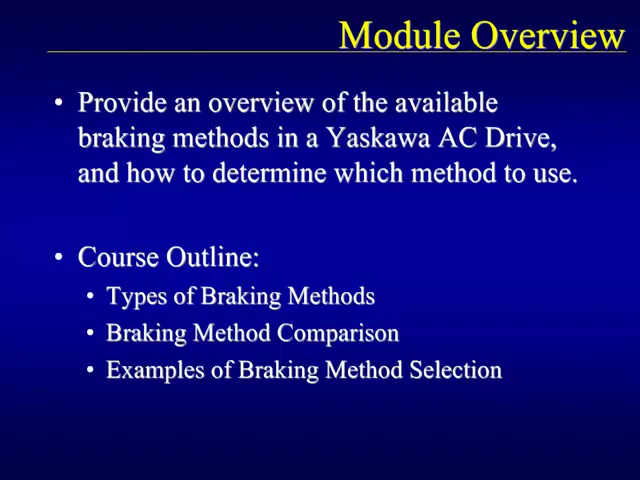 Module Overview
• Provide an overview of the available
braking methods in a Yaskawa AC Drive,
and how to determine which method to use.
• Course Outline:
• Types of Braking Methods
• Braking Method Comparison
• Examples of Braking Method Selection